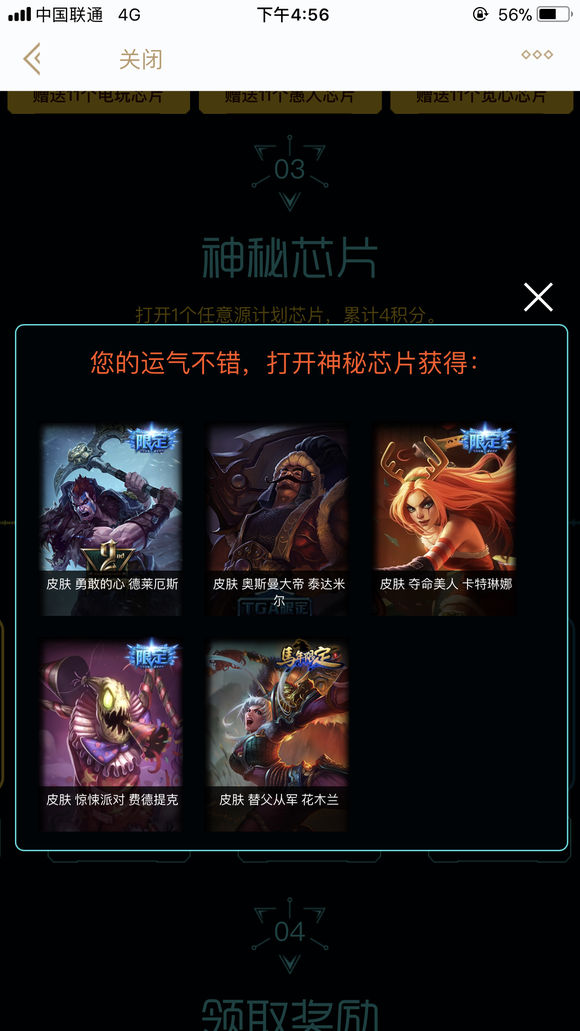 中国联通 4G 下午4:56 56%
关闭
赠送11个电玩芯片 赠送11个愚人芯片 赠送11个觅心芯片
03
神秘芯片
打开1个任意源计划芯片，累计4积分。
您的运气不错，打开神秘芯片获得：
限定 限定
2nd
皮肤 勇敢的心 德莱厄斯
皮肤 奥斯曼大帝 泰达米
尔
TGA限定
皮肤 夺命美人 卡特琳娜
限定 馬年限定
皮肤 惊悚派对 费德提克
皮肤 替父从军 花木兰
04
领取奖励